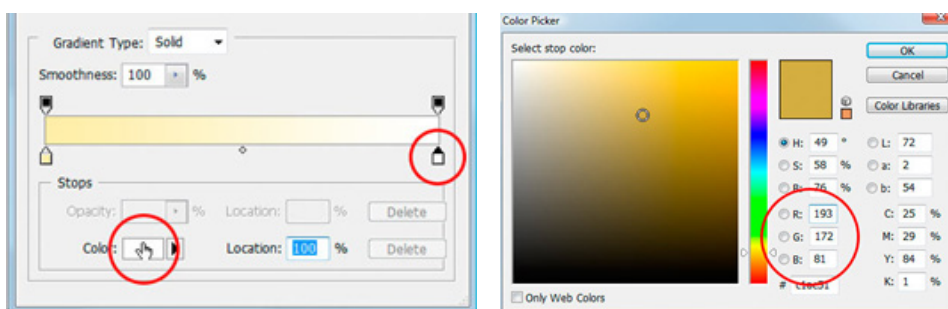 Gradient Type: Solid
Smoothness: 100 %
Stops
Opacity: % Location: % Delete
Color: Location: 100 % Delete
Color Picker
Select stop color:
OK
Cancel
Color Libraries
H: 49 ° L: 72
S: 58 % a: 2
B: 76 % b: 54
R: 193 C: 25 %
G: 172 M: 29 %
B: 81 Y: 84 %
# c1ac51 K: 1 %
Only Web Colors